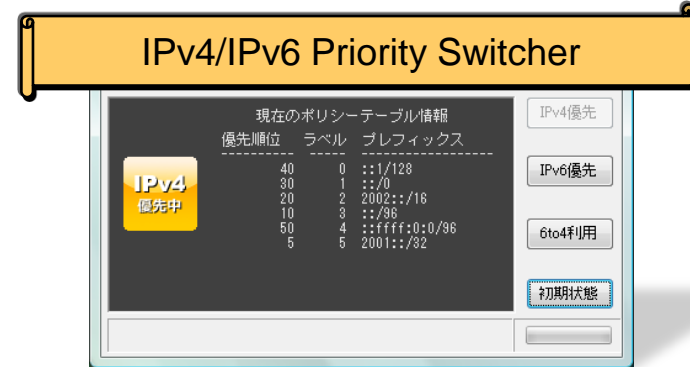 IPv4/IPv6 Priority Switcher
現在のポリシーテーブル情報
優先順位 ラベル プレフィックス
-------- ----- -----------------
40 0 ::1/128
30 1 ::/0
20 2 2002::/16
10 3 ::/96
50 4 ::ffff:0:0/96
5 5 2001::/32
IPv4
優先中
IPv4優先
IPv6優先
6to4利用
初期状態